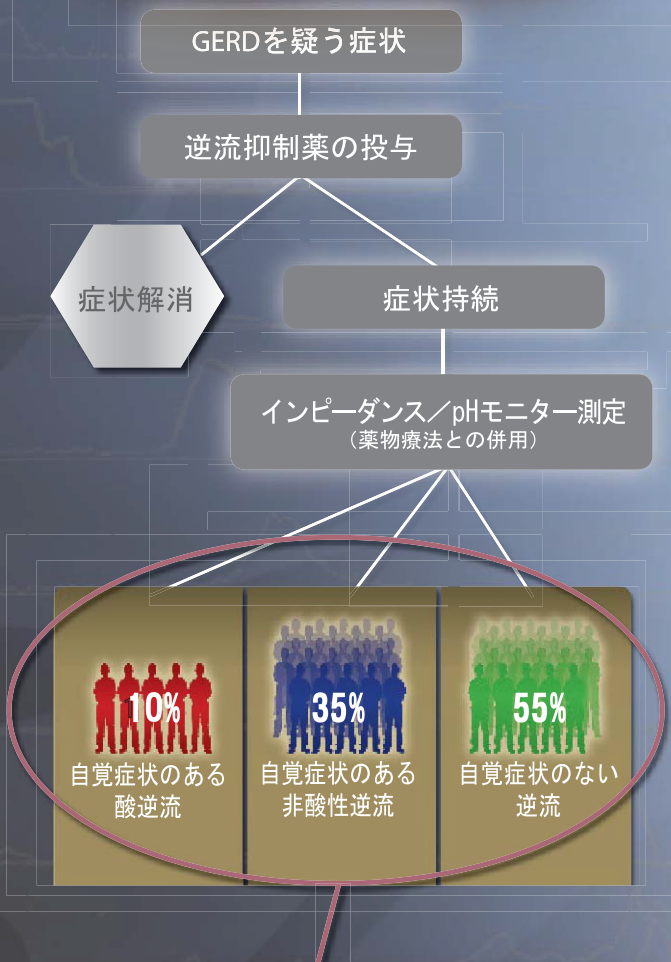 GERDを疑う症状
逆流抑制薬の投与
症状解消
症状持続
インピーダンス／pHモニター測定
（薬物療法との併用）
10%
自覚症状のある
酸逆流
35%
自覚症状のある
非酸性逆流
55%
自覚症状のない
逆流